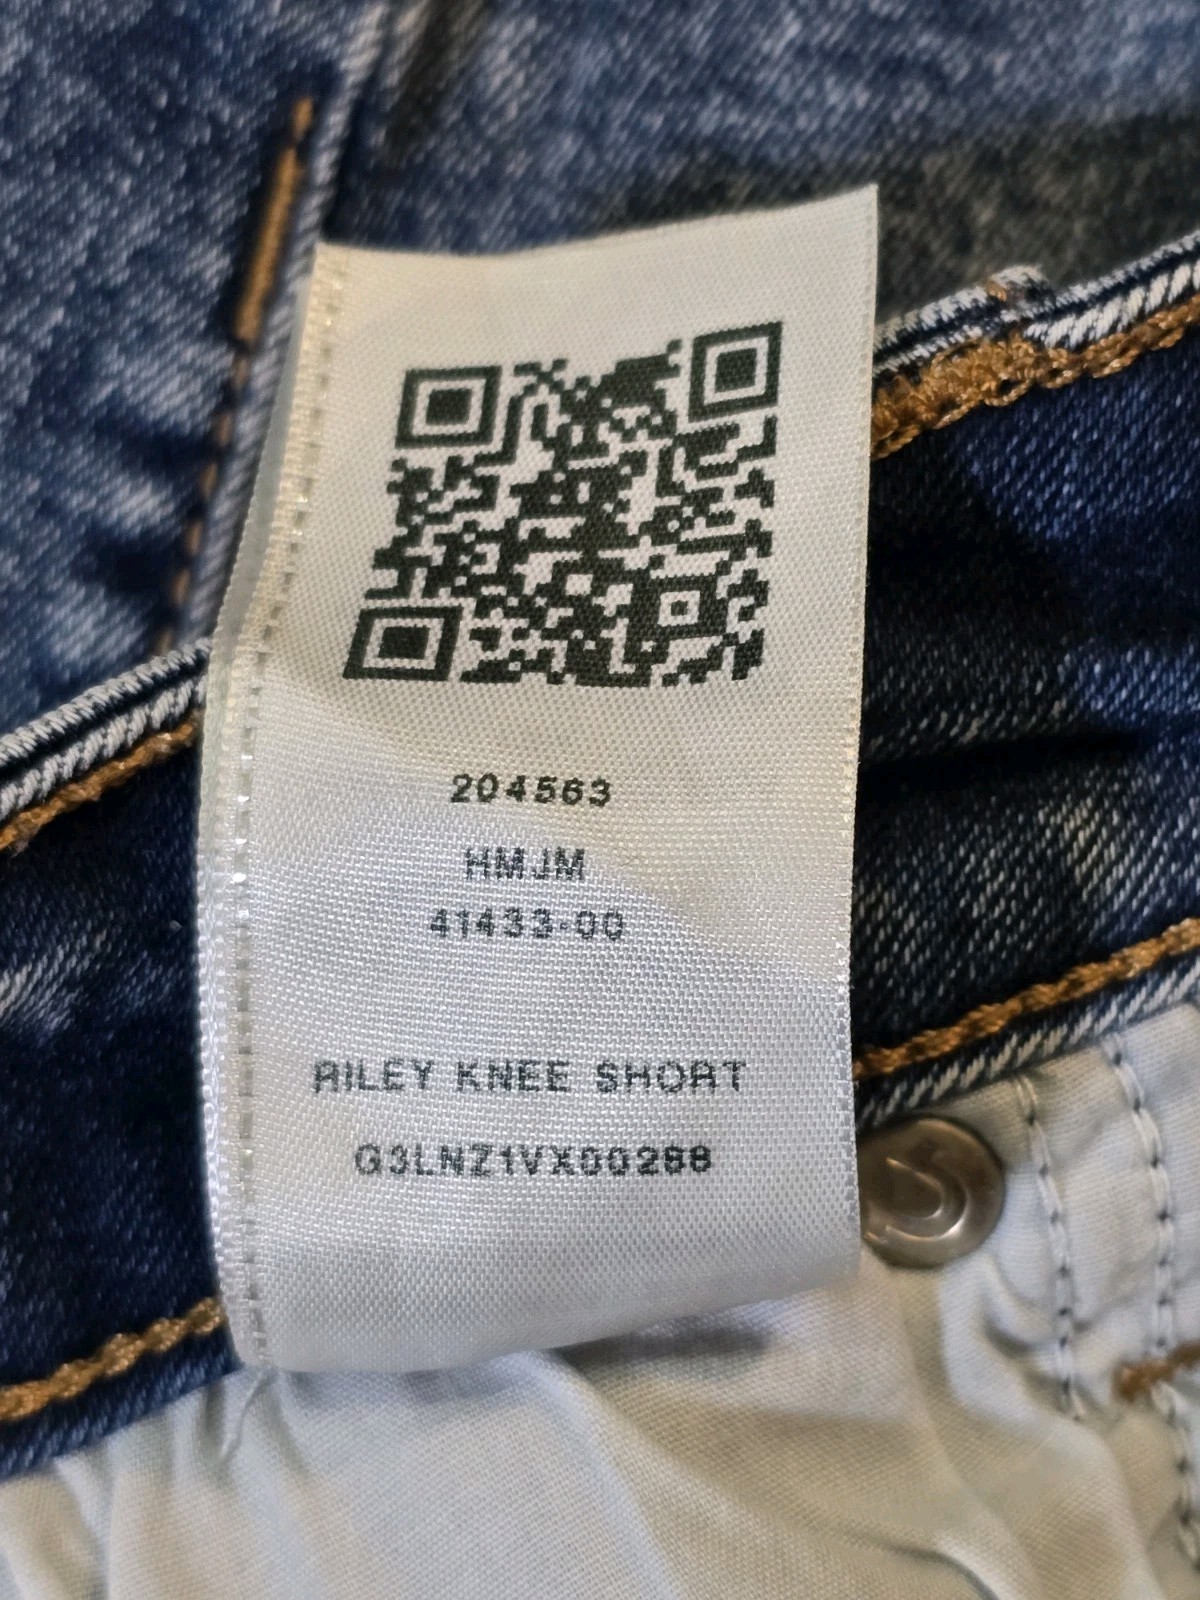 204563
HMJM
41433-00
RILEY KNEE SHORT
G3LNZ1VX00288